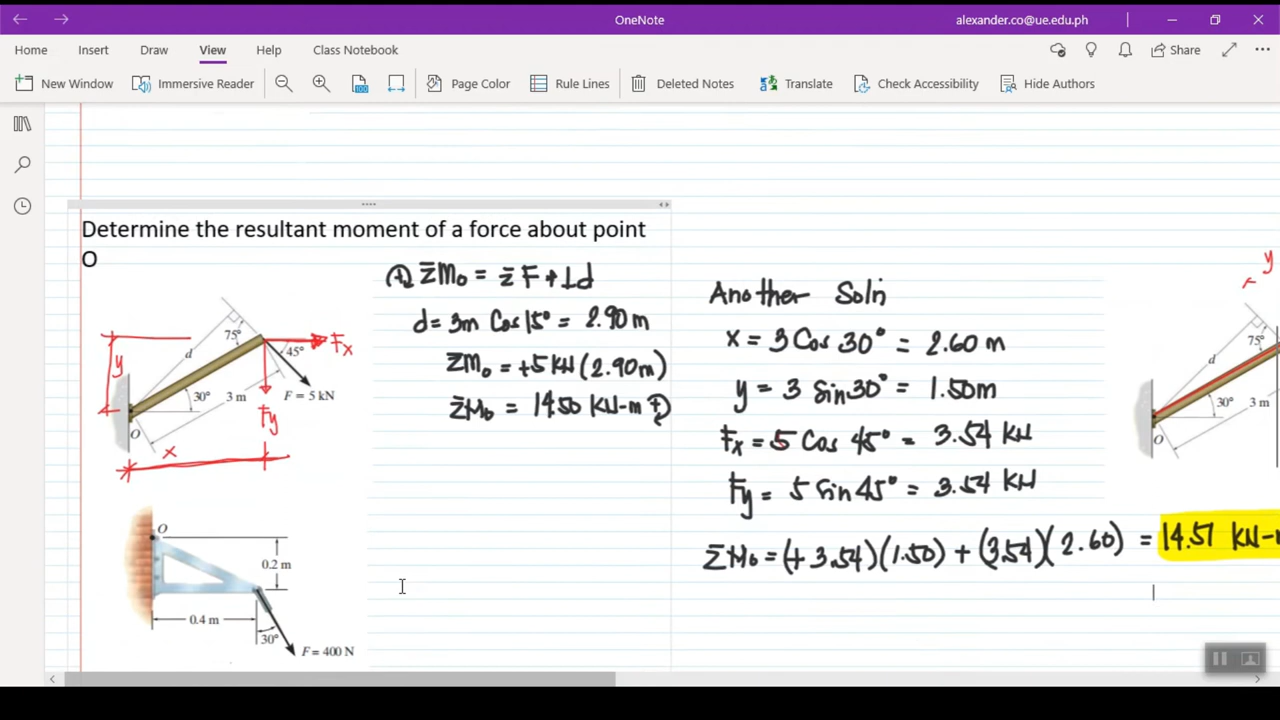 OneNote
alexander.co@ue.edu.ph
Home Insert Draw View Help Class Notebook
Share
New Window Immersive Reader Page Color Rule Lines Deleted Notes Translate Check Accessibility Hide Authors
Determine the resultant moment of a force about point
O
ΣMo = ΣF + ⊥d
d = 3m Cos 15° = 2.90 m
ΣMo = +5 KN (2.90m)
ΣMo = 14.50 KN-m
75°
d
y
Fx
45°
30°
3 m
F = 5 kN
O
Fy
x
O
0.2 m
0.4 m
30°
F = 400 N
Another Soln
x = 3 Cos 30° = 2.60 m
y = 3 Sin 30° = 1.50m
Fx = 5 Cos 45° = 3.54 KN
Fy = 5 Sin 45° = 3.54 KN
ΣMo = (+3.54)(1.50) + (3.54)(2.60) = 14.51 KN-
y
75°
d
30°
3 m
O